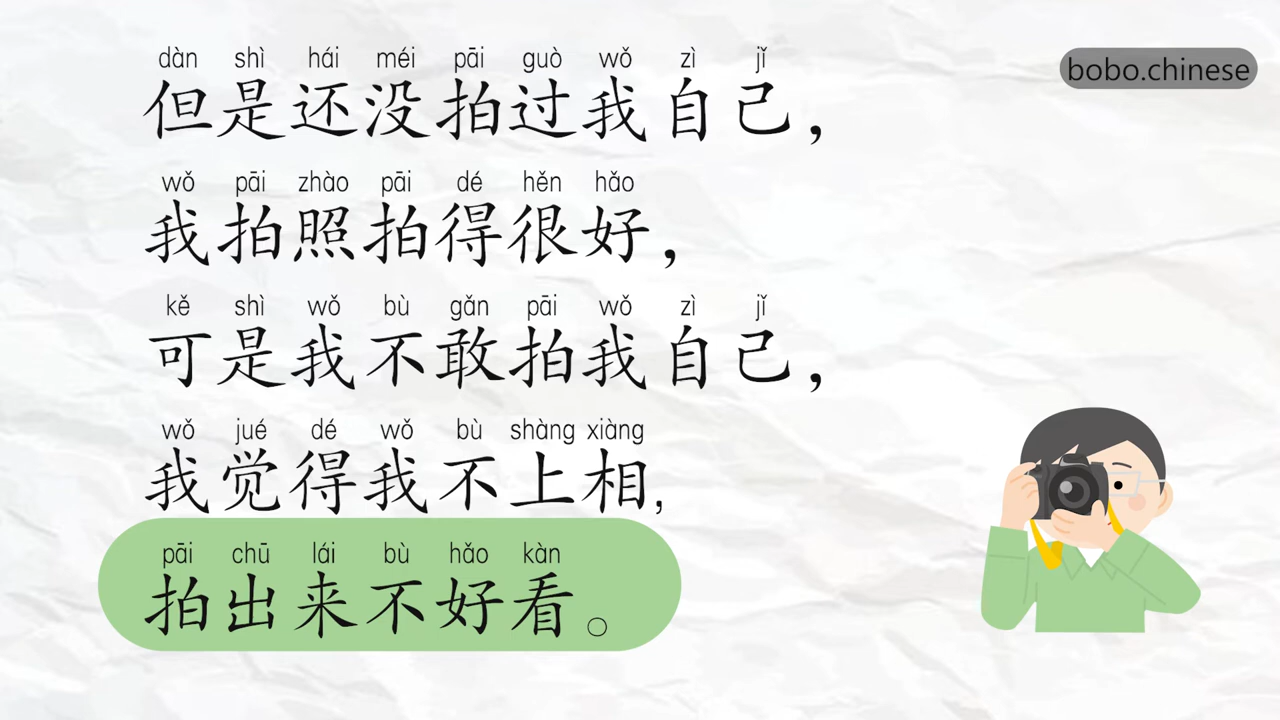 dàn shì hái méi pāi guò wǒ zì jǐ
但是还没拍过我自己，
wǒ pāi zhào pāi dé hěn hǎo
我拍照拍得很好，
kě shì wǒ bù gǎn pāi wǒ zì jǐ
可是我不敢拍我自己，
wǒ jué dé wǒ bù shàng xiàng
我觉得我不上相,
pāi chū lái bù hǎo kàn
拍出来不好看。
bobo.chinese